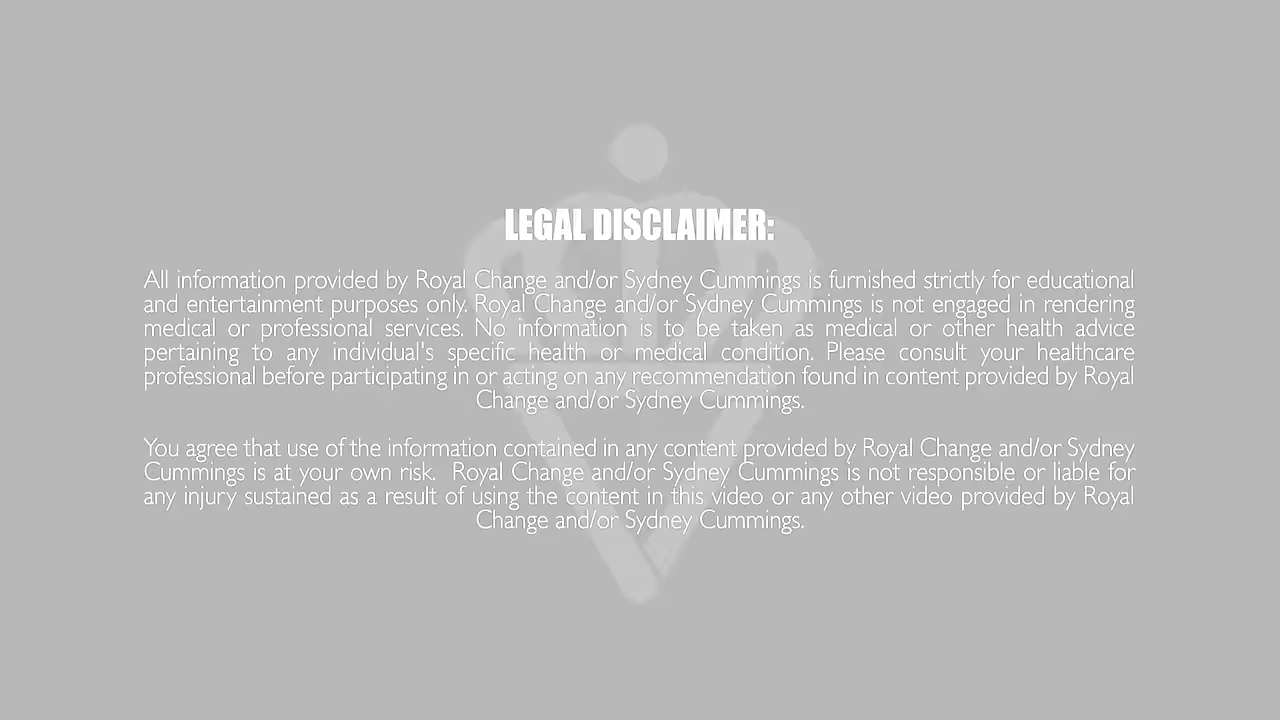 LEGAL DISCLAIMER:
All information provided by Royal Change and/or Sydney Cummings is furnished strictly for educational
and entertainment purposes only. Royal Change and/or Sydney Cummings is not engaged in rendering
medical or professional services. No information is to be taken as medical or other health advice
pertaining to any individual's specific health or medical condition. Please consult your healthcare
professional before participating in or acting on any recommendation found in content provided by Royal
Change and/or Sydney Cummings.
You agree that use of the information contained in any content provided by Royal Change and/or Sydney
Cummings is at your own risk.  Royal Change and/or Sydney Cummings is not responsible or liable for
any injury sustained as a result of using the content in this video or any other video provided by Royal
Change and/or Sydney Cummings.